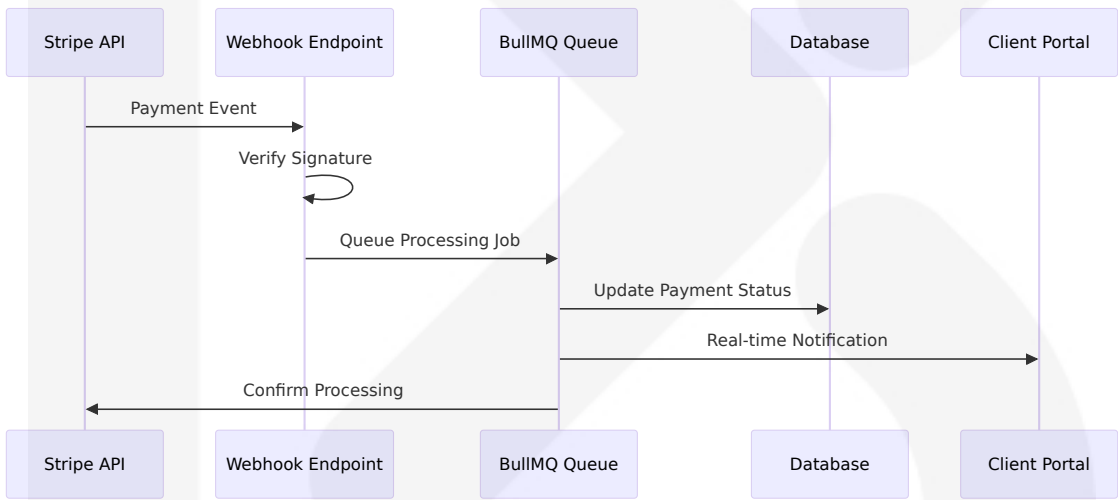 Stripe API
Webhook Endpoint
BullMQ Queue
Database
Client Portal
Payment Event
Verify Signature
Queue Processing Job
Update Payment Status
Real-time Notification
Confirm Processing
Stripe API
Webhook Endpoint
BullMQ Queue
Database
Client Portal